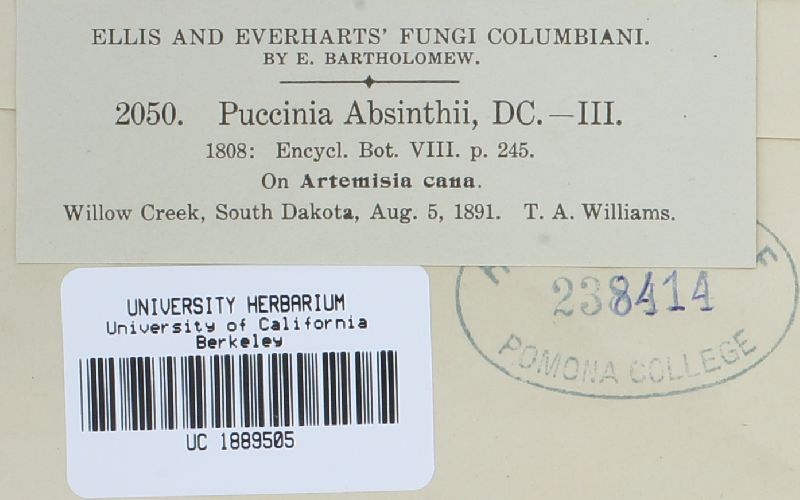 ELLIS AND EVERHARTS' FUNGI COLUMBIANI.
BY E. BARTHOLOMEW.
2050. Puccinia Absinthii, DC.—III.
1808: Encycl. Bot. VIII. p. 245.
On Artemisia cana.
Willow Creek, South Dakota, Aug. 5, 1891. T. A. Williams.
238414
POMONA COLLEGE
UNIVERSITY HERBARIUM
University of California
Berkeley
UC 1889505